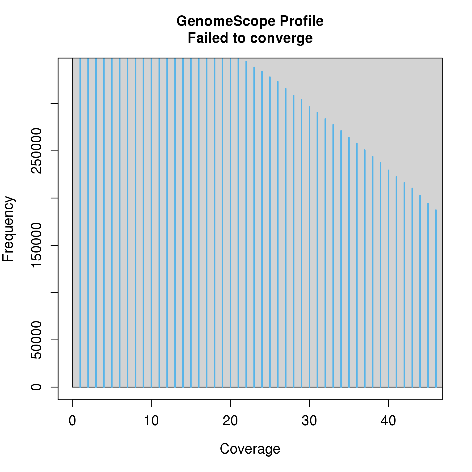 GenomeScope Profile
Failed to converge
Frequency
250000
150000
50000
0
0 10 20 30 40
Coverage